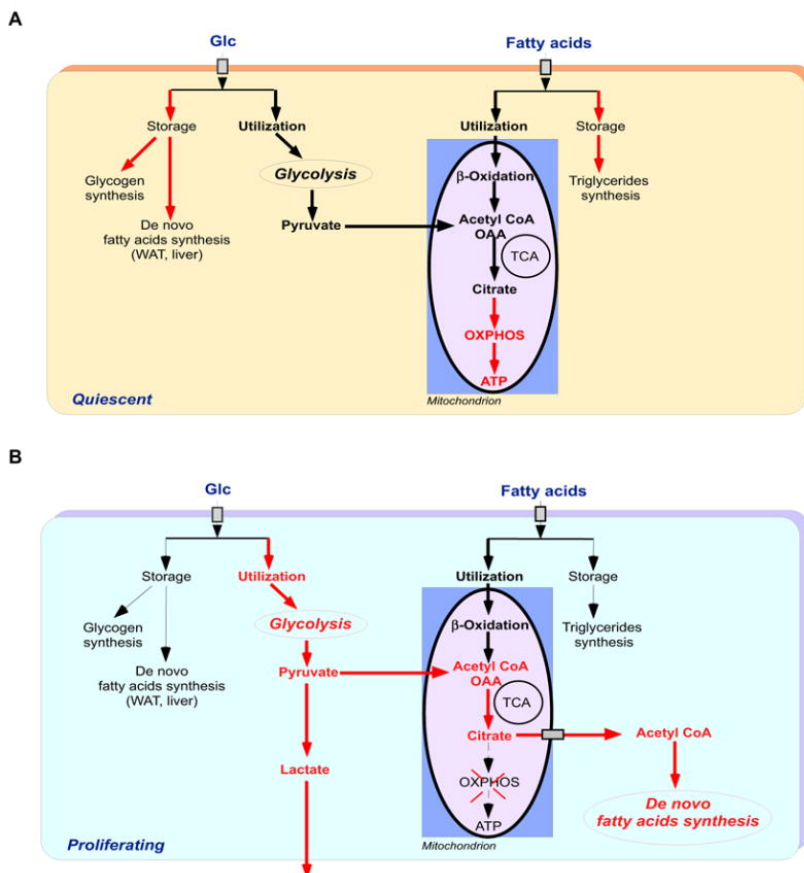 A
Glc
Fatty acids
Storage
Utilization
Utilization
Storage
Glycolysis
β-Oxidation
Glycogen
synthesis
Triglycerides
synthesis
De novo
fatty acids synthesis
(WAT, liver)
Pyruvate
Acetyl CoA
OAA
TCA
Citrate
OXPHOS
ATP
Quiescent
Mitochondrion
B
Glc
Fatty acids
Storage
Utilization
Utilization
Storage
Glycolysis
β-Oxidation
Glycogen
synthesis
Triglycerides
synthesis
De novo
fatty acids synthesis
(WAT, liver)
Pyruvate
Acetyl CoA
OAA
TCA
Citrate
Acetyl CoA
Lactate
OXPHOS
De novo
fatty acids synthesis
ATP
Proliferating
Mitochondrion